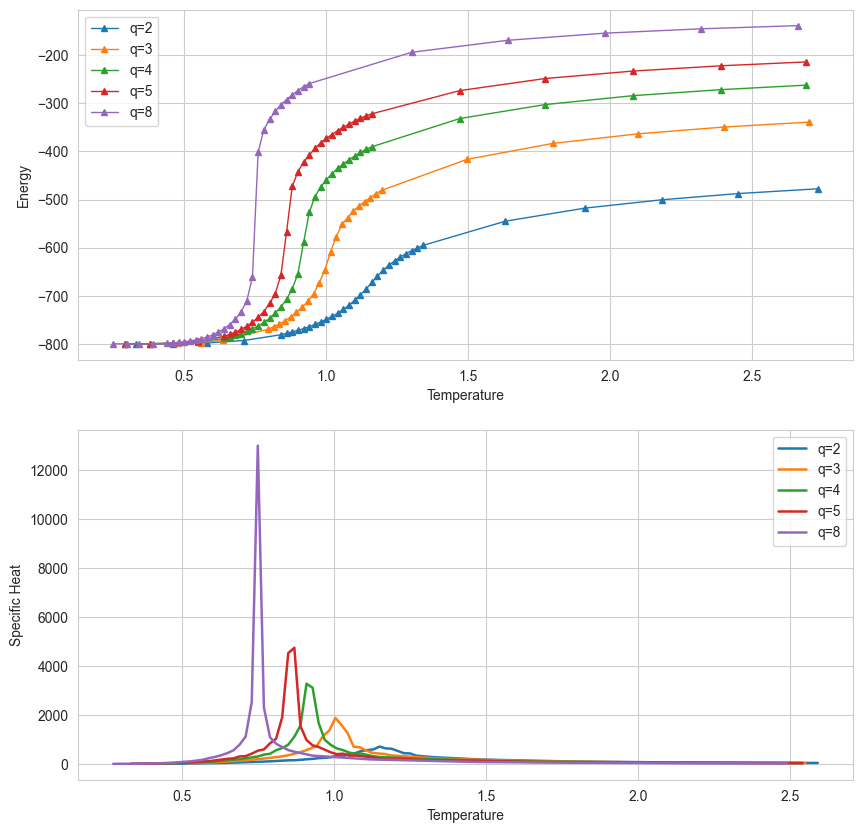 q=2
q=3
q=4
q=5
q=8
−200
−300
−400
−500
−600
−700
−800
Energy
0.5 1.0 1.5 2.0 2.5
Temperature
q=2
q=3
q=4
q=5
q=8
12000
10000
8000
6000
4000
2000
0
Specific Heat
0.5 1.0 1.5 2.0 2.5
Temperature